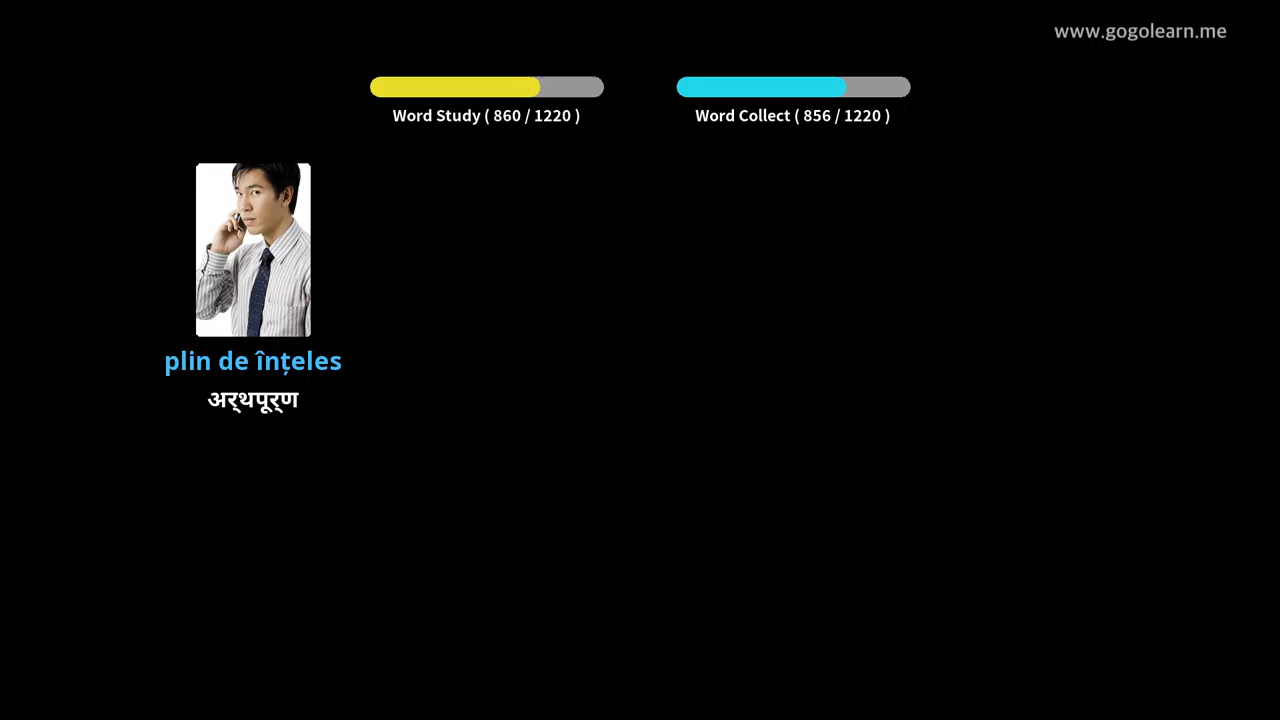 www.gogolearn.me
Word Study ( 860 / 1220 )
Word Collect ( 856 / 1220 )
plin de înțeles
अर्थपूर्ण